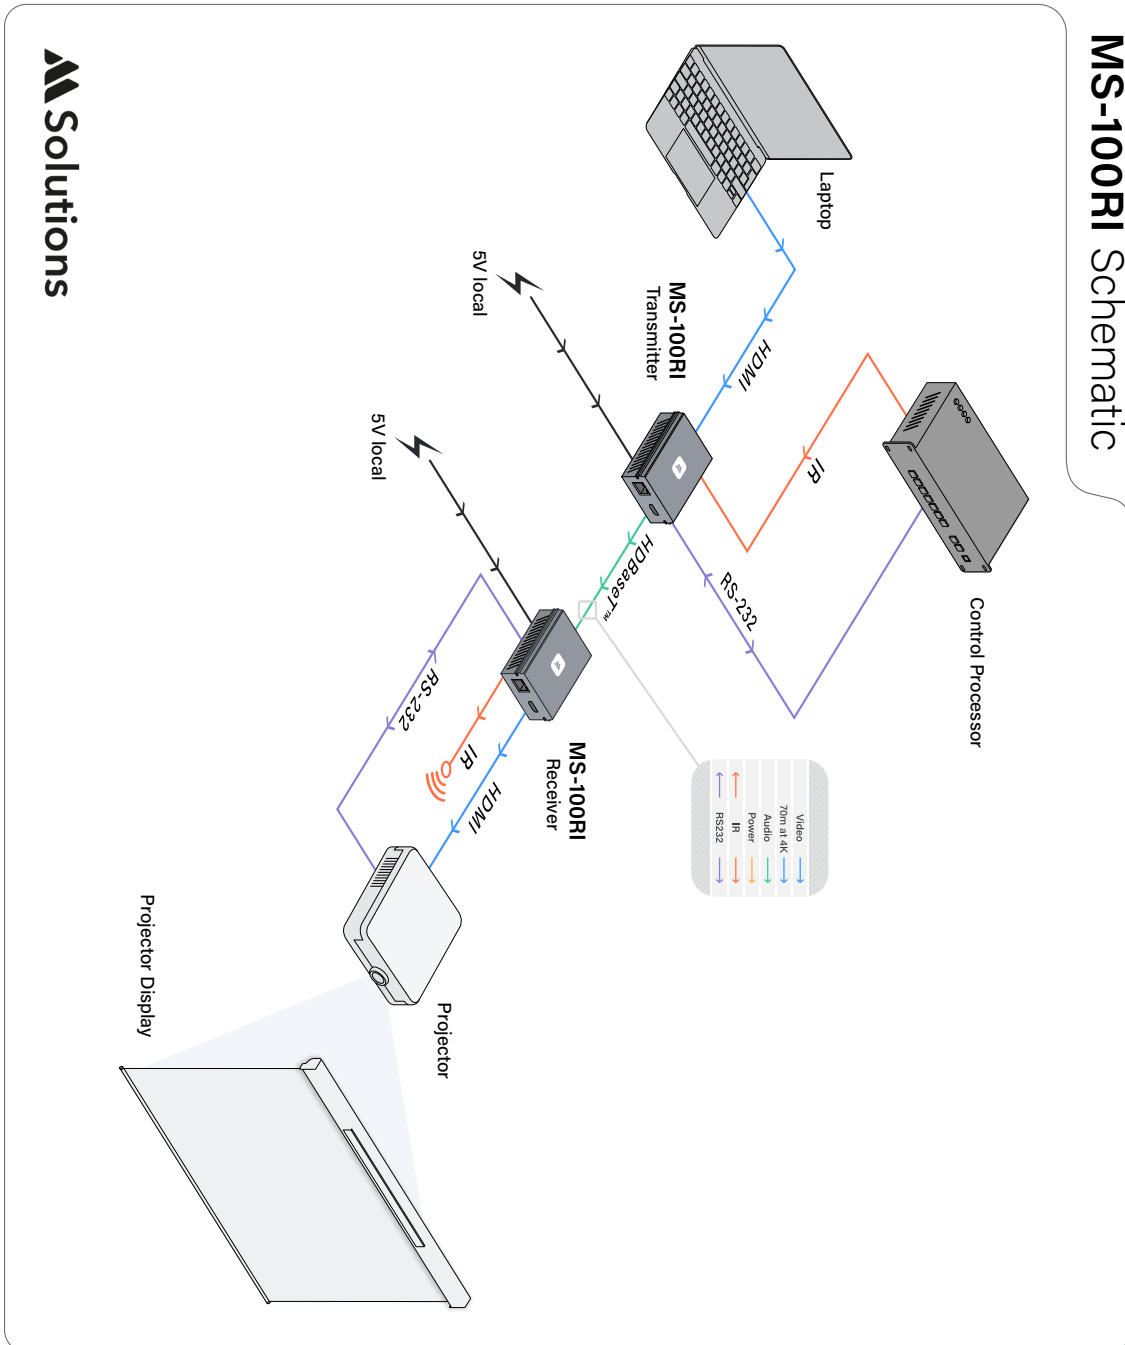 MS-100RI Schematic
Laptop
HDMI
IR
Control Processor
RS-232
5V local
MS-100RI
Transmitter
HDBaseT™
5V local
MS-100RI
Receiver
RS-232
IR
HDMI
Video
70m at 4K
Audio
Power
IR
RS232
Projector
Projector Display
Solutions